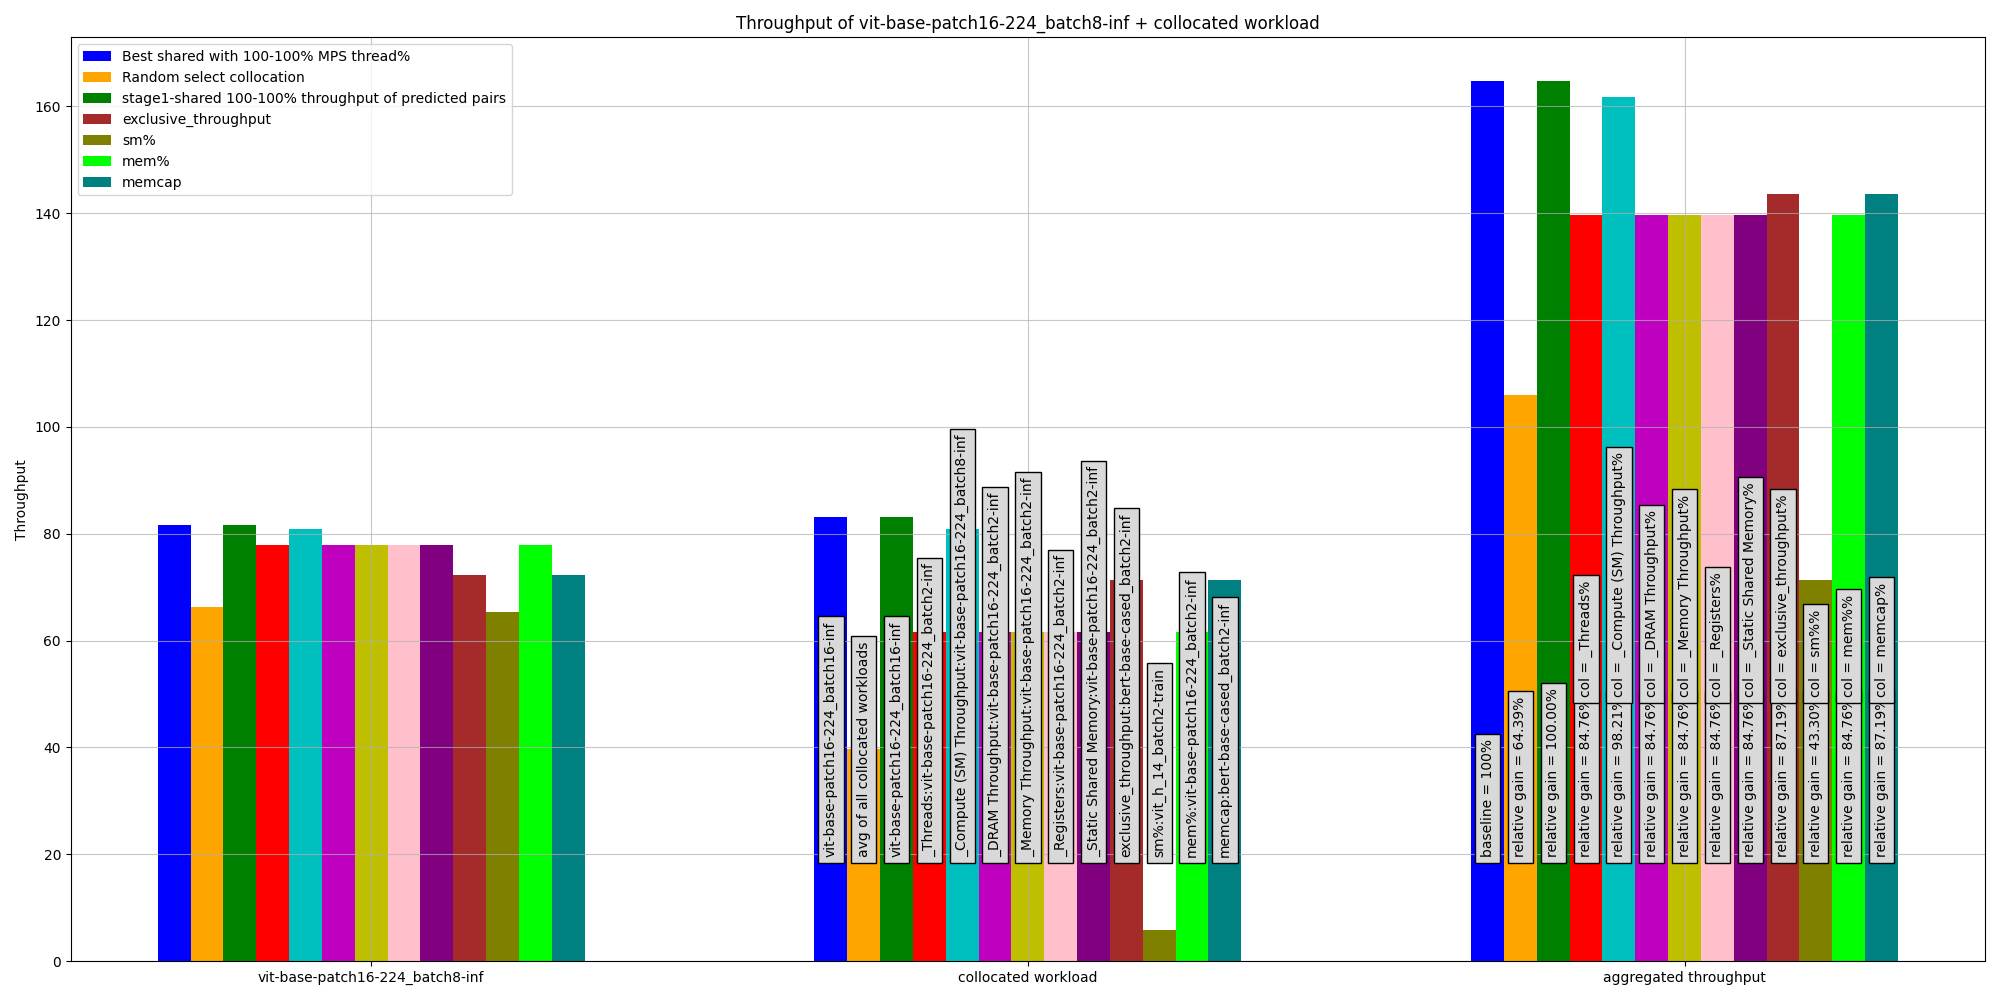 Throughput of vit-base-patch16-224_batch8-inf + collocated workload
Best shared with 100-100% MPS thread%
Random select collocation
stage1-shared 100-100% throughput of predicted pairs
exclusive_throughput
sm%
mem%
memcap
Throughput
160
140
120
100
80
60
40
20
0
vit-base-patch16-224_batch16-inf
avg of all collocated workloads
vit-base-patch16-224_batch16-inf
_Threads:vit-base-patch16-224_batch2-inf
_Compute (SM) Throughput:vit-base-patch16-224_batch8-inf
_DRAM Throughput:vit-base-patch16-224_batch2-inf
_Memory Throughput:vit-base-patch16-224_batch2-inf
_Registers:vit-base-patch16-224_batch2-inf
_Static Shared Memory:vit-base-patch16-224_batch2-inf
exclusive_throughput:bert-base-cased_batch2-inf
sm%:vit_h_14_batch2-train
mem%:vit-base-patch16-224_batch2-inf
memcap:bert-base-cased_batch2-inf
baseline = 100%
relative gain = 64.39%
relative gain = 100.00%
relative gain = 84.76%
col = _Threads%
relative gain = 98.21%
col = _Compute (SM) Throughput%
relative gain = 84.76%
col = _DRAM Throughput%
relative gain = 84.76%
col = _Memory Throughput%
relative gain = 84.76%
col = _Registers%
relative gain = 84.76%
col = _Static Shared Memory%
relative gain = 87.19%
col = exclusive_throughput%
relative gain = 43.30%
col = sm%%
relative gain = 84.76%
col = mem%%
relative gain = 87.19%
col = memcap%
vit-base-patch16-224_batch8-inf
collocated workload
aggregated throughput